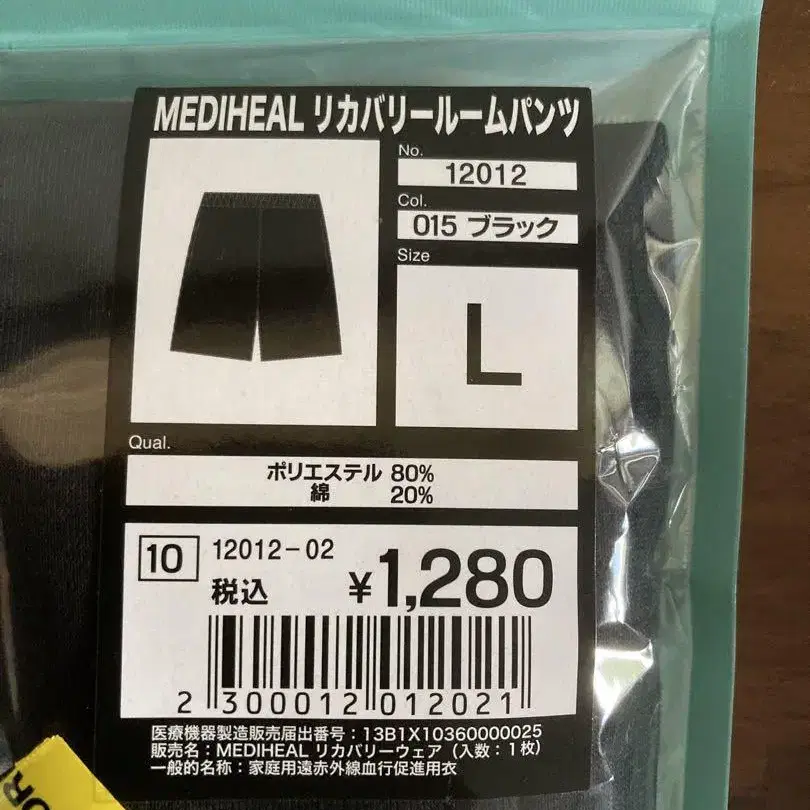 MEDIHEAL リカバリールームパンツ
No.
12012
Col.
015 ブラック
Size
L
Qual.
ポリエステル 80%
綿 20%
10 12012-02
税込 ¥1,280
2 300012 012021
医療機器製造販売届出番号：13B1X10360000025
販売名：MEDIHEAL リカバリーウェア（入数：1枚）
一般的名称：家庭用遠赤外線血行促進用衣
OR